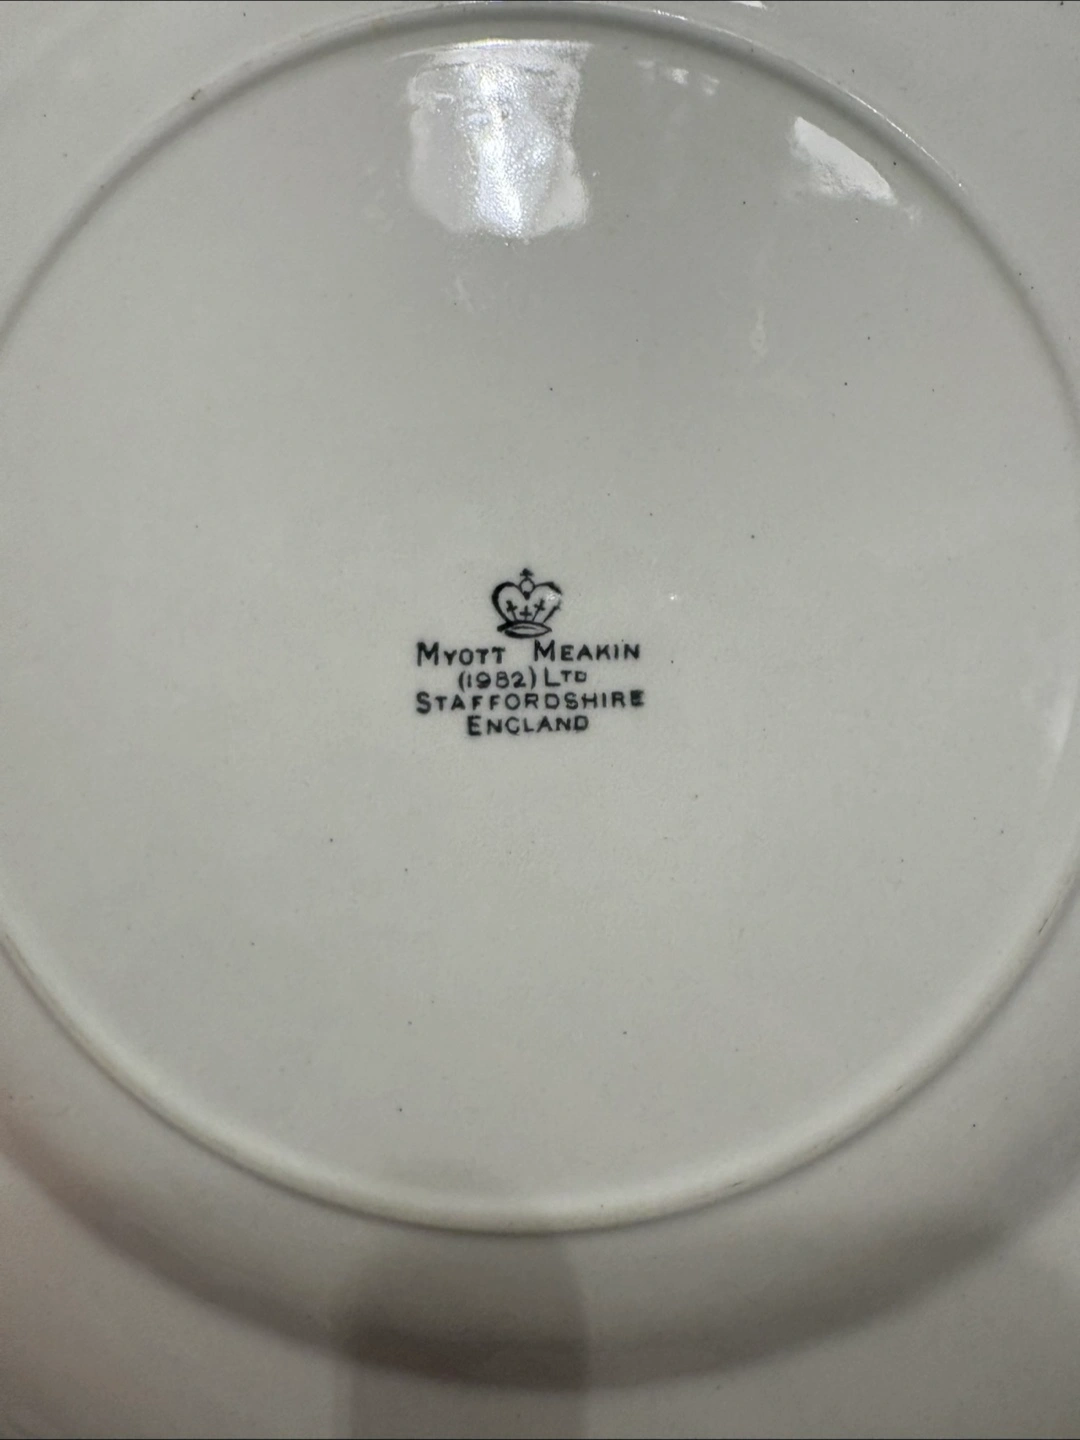 MYOTT MEAKIN
(1982) LTD
STAFFORDSHIRE
ENGLAND